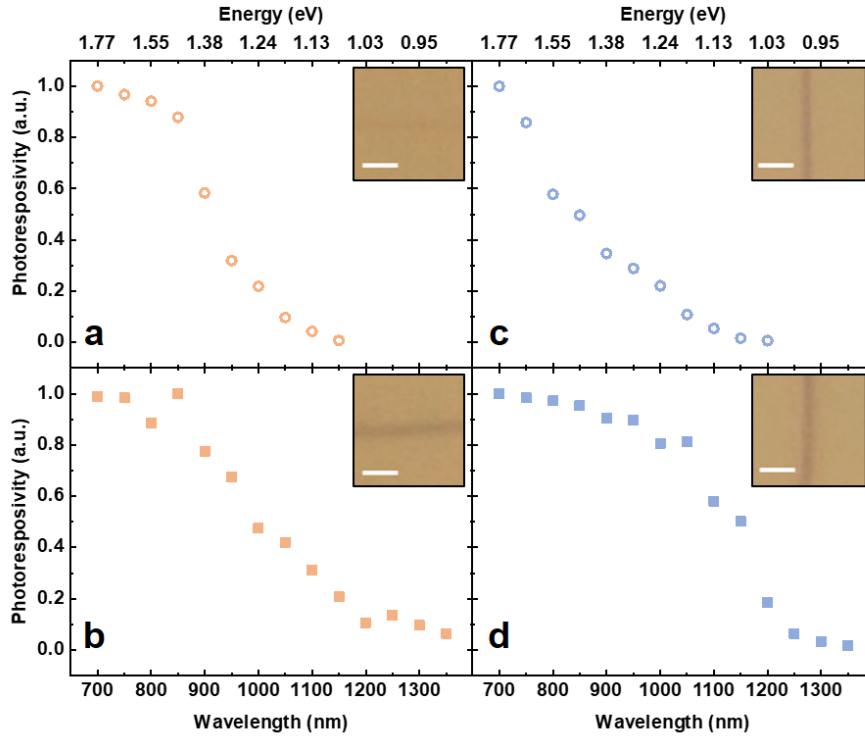 Energy (eV)
1.77 1.55 1.38 1.24 1.13 1.03 0.95
1.77 1.55 1.38 1.24 1.13 1.03 0.95
Photoresposivity (a.u.)
1.0
0.8
0.6
0.4
0.2
0.0
a
c
Photoresposivity (a.u.)
1.0
0.8
0.6
0.4
0.2
0.0
b
d
700 800 900 1000 1100 1200 1300
700 800 900 1000 1100 1200 1300
Wavelength (nm)
Wavelength (nm)
Energy (eV)